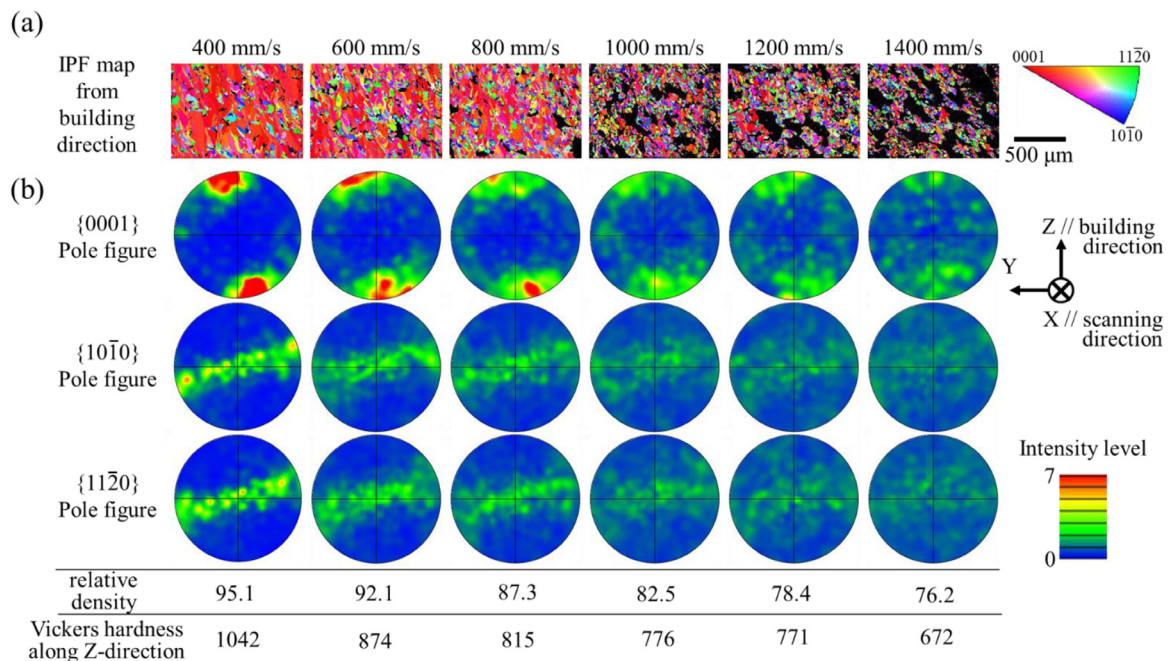 (a)
400 mm/s 600 mm/s 800 mm/s 1000 mm/s 1200 mm/s 1400 mm/s
IPF map
from
building
direction
0001 112̅0
101̅0
500 μm
(b)
{0001}
Pole figure
Z // building
direction
Y
X // scanning
direction
{101̅0}
Pole figure
{112̅0}
Pole figure
Intensity level
7
0
relative
density
95.1 92.1 87.3 82.5 78.4 76.2
Vickers hardness
along Z-direction
1042 874 815 776 771 672